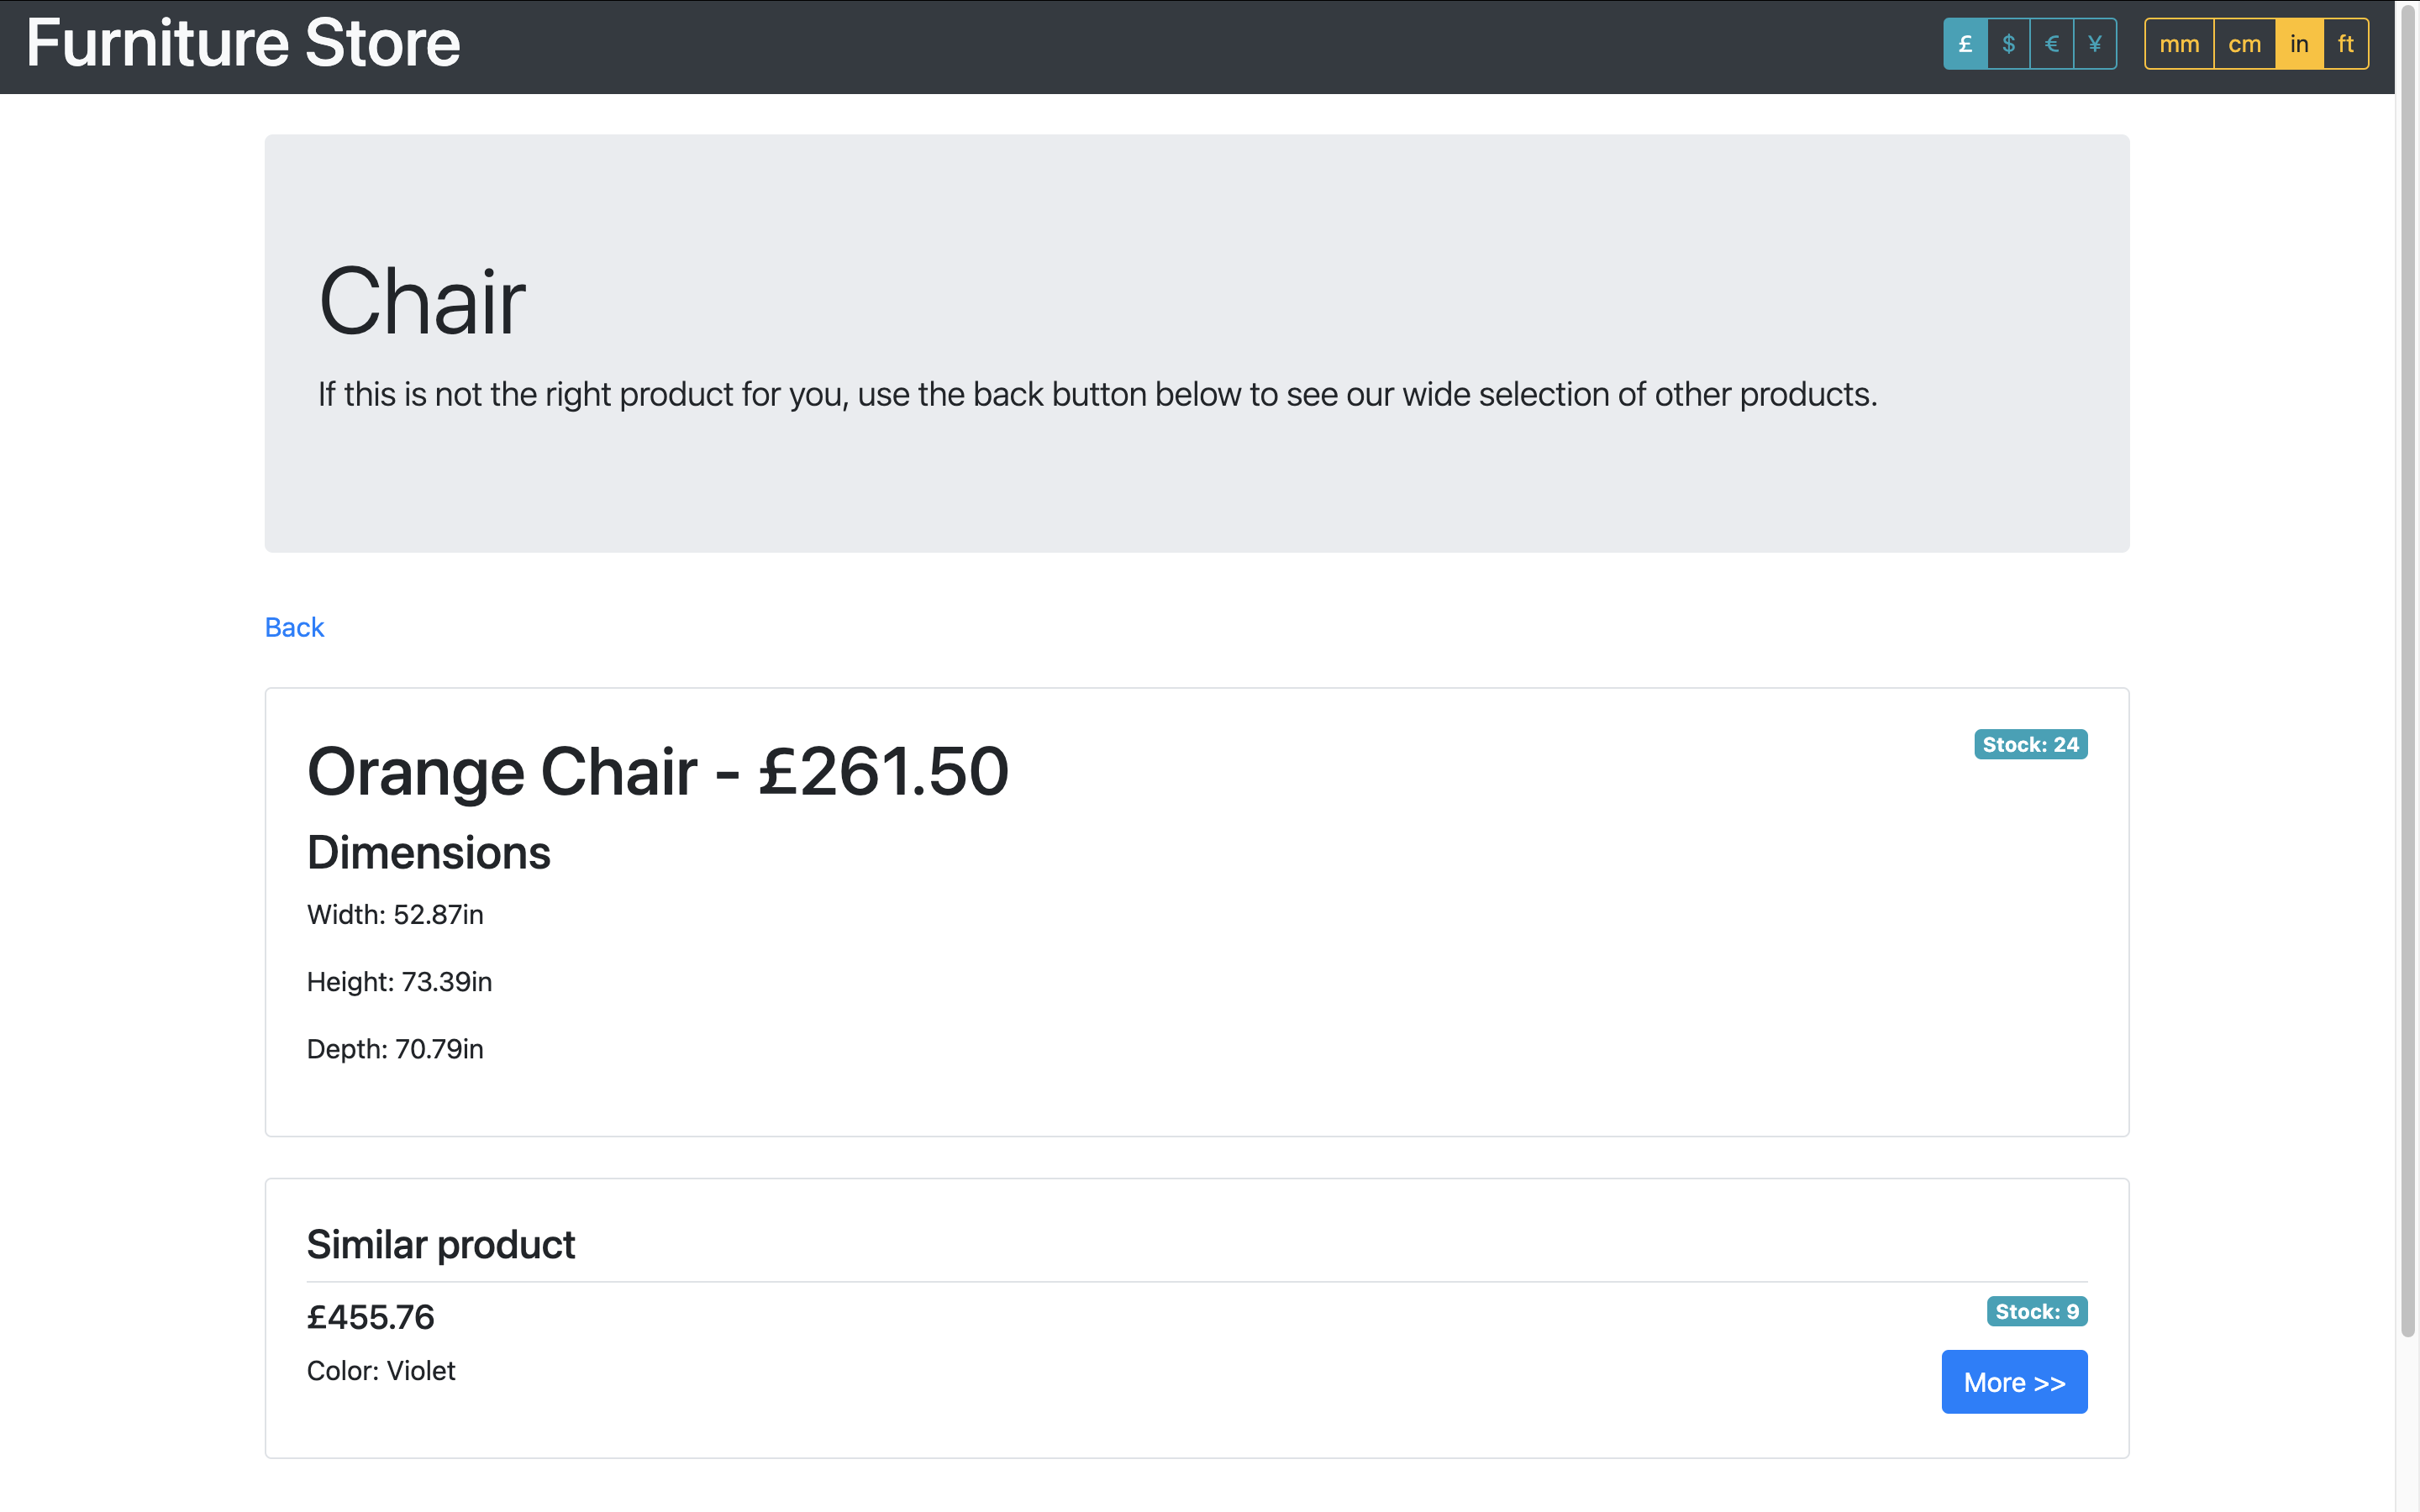 Furniture Store
£ $ € ¥ mm cm in ft
Chair
If this is not the right product for you, use the back button below to see our wide selection of other products.
Back
Orange Chair - £261.50
Stock: 24
Dimensions
Width: 52.87in
Height: 73.39in
Depth: 70.79in
Similar product
£455.76
Stock: 9
Color: Violet
More >>